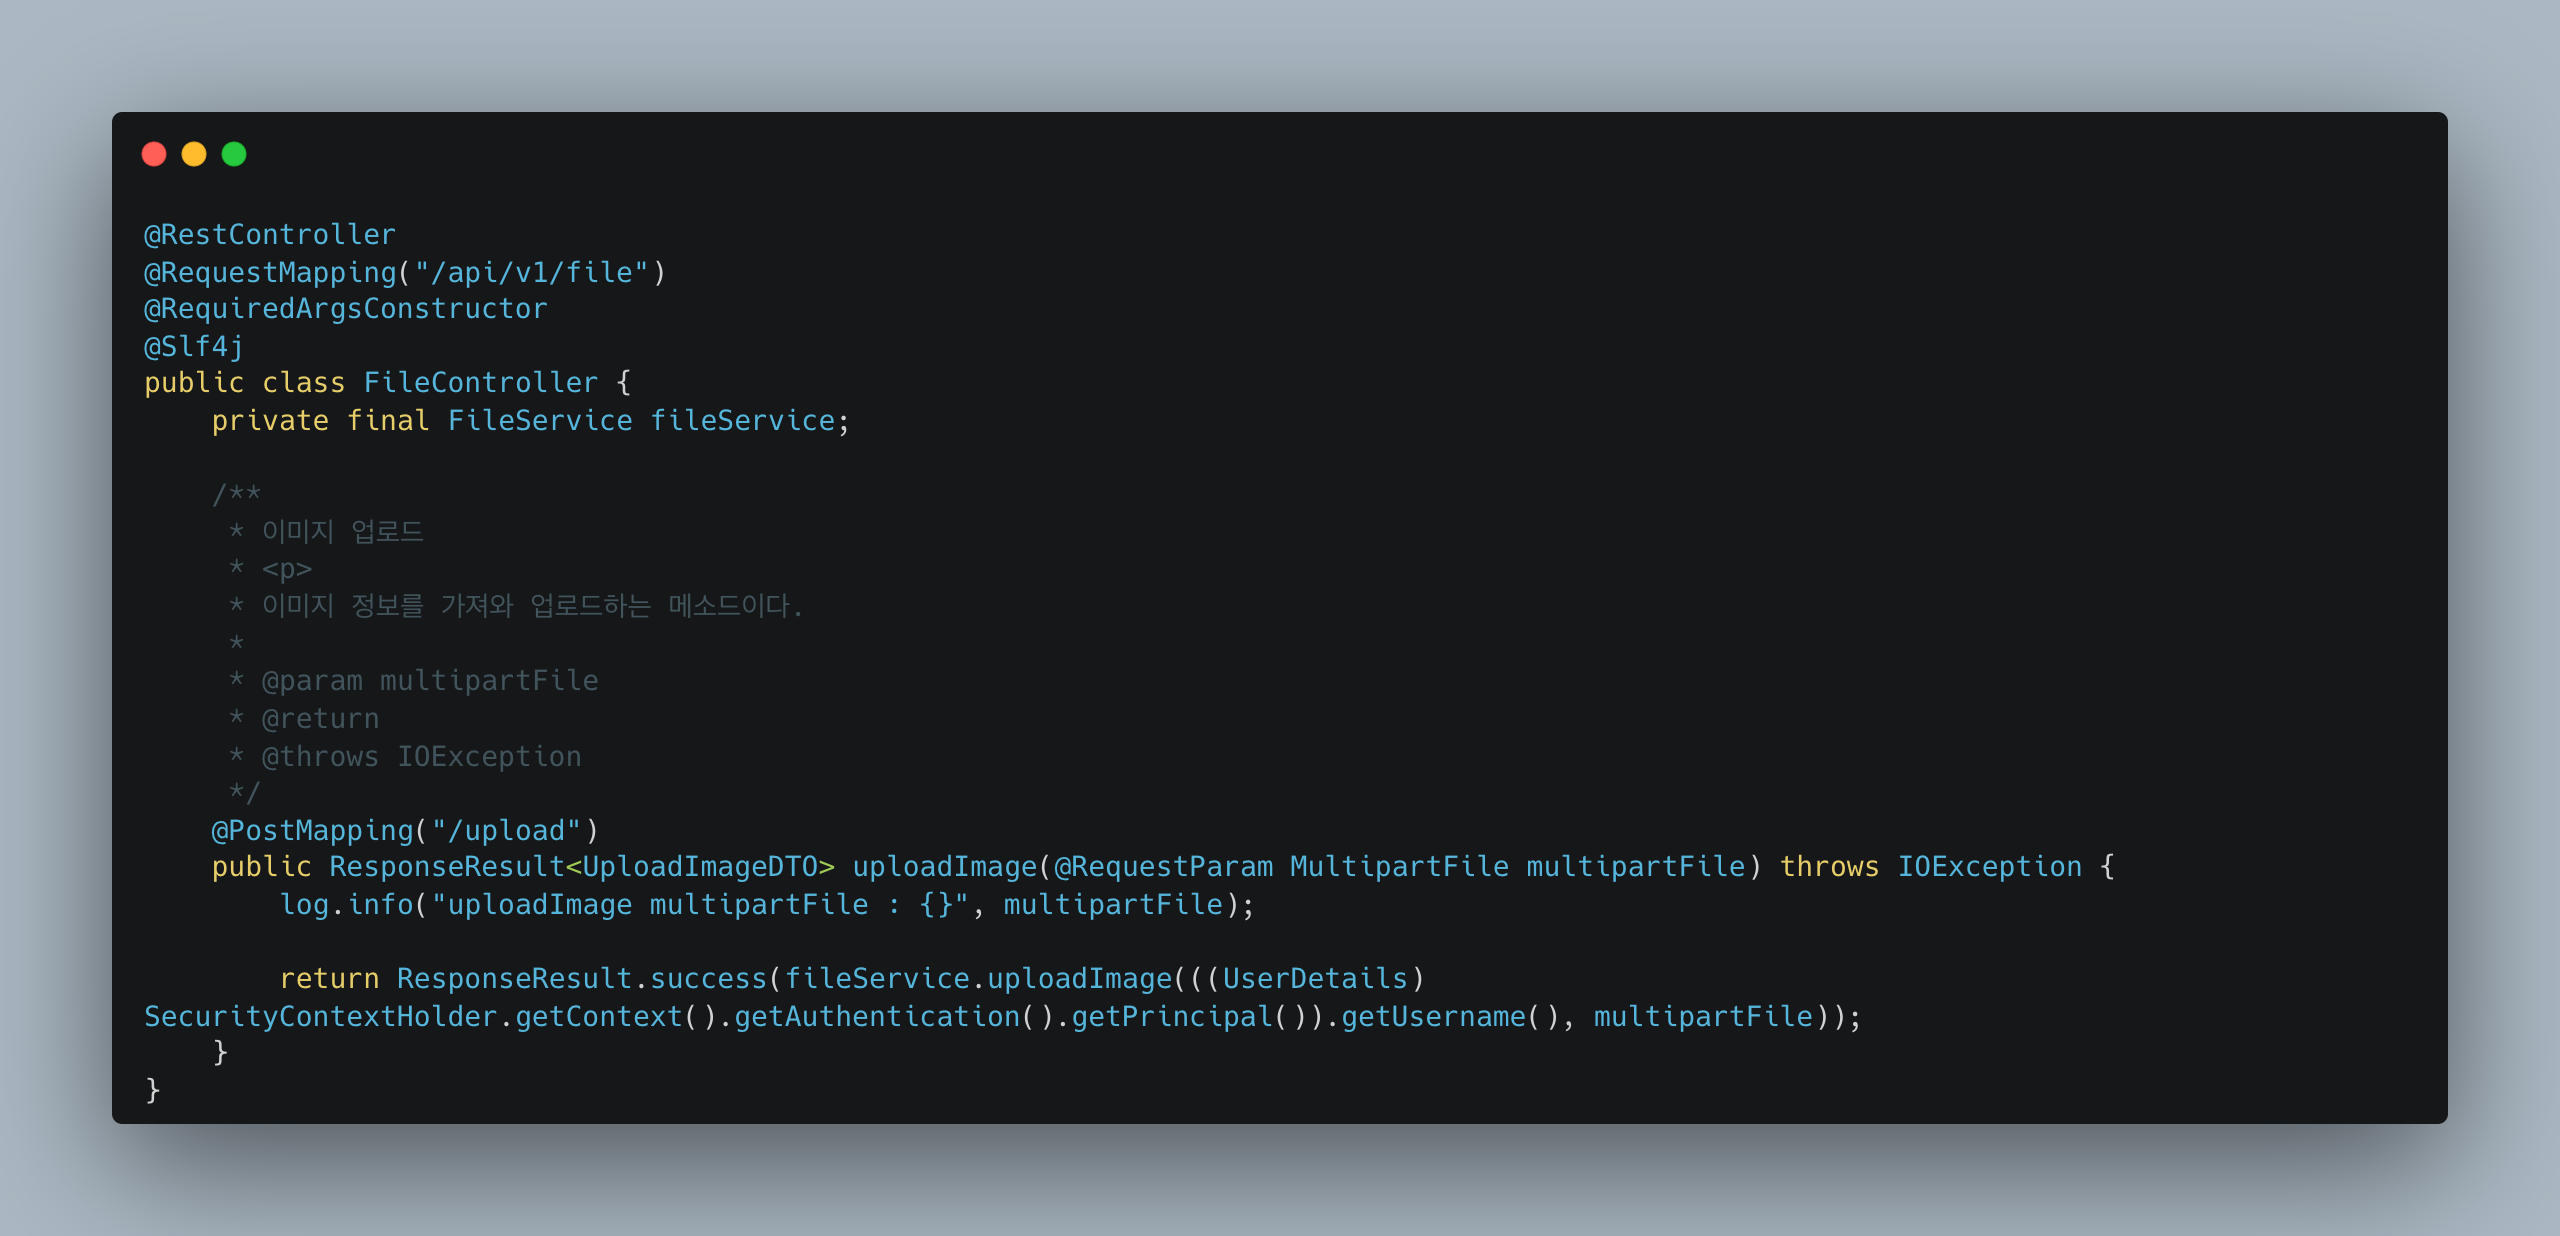 @RestController
@RequestMapping("/api/v1/file")
@RequiredArgsConstructor
@Slf4j
public class FileController {
    private final FileService fileService;

    /**
     * 이미지 업로드
     * <p>
     * 이미지 정보를 가져와 업로드하는 메소드이다.
     *
     * @param multipartFile
     * @return
     * @throws IOException
     */
    @PostMapping("/upload")
    public ResponseResult<UploadImageDTO> uploadImage(@RequestParam MultipartFile multipartFile) throws IOException {
        log.info("uploadImage multipartFile : {}", multipartFile);

        return ResponseResult.success(fileService.uploadImage(((UserDetails)
SecurityContextHolder.getContext().getAuthentication().getPrincipal()).getUsername(), multipartFile));
    }
}